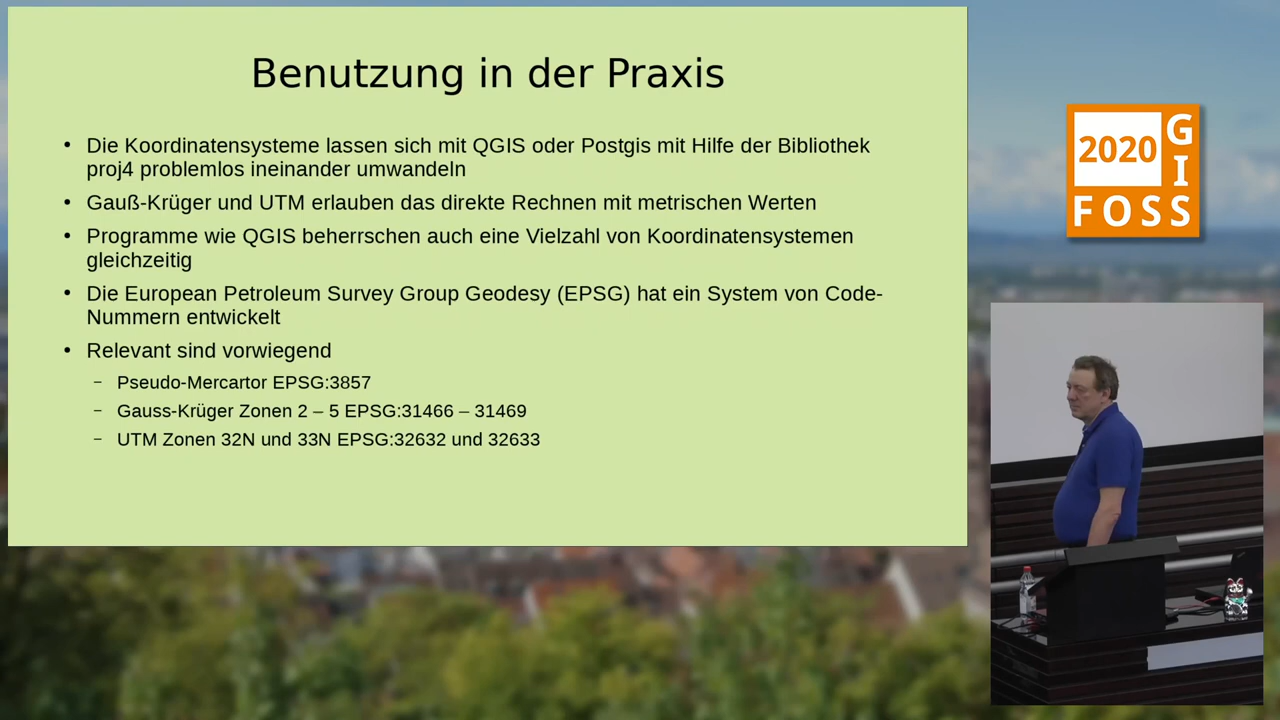 Benutzung in der Praxis
• Die Koordinatensysteme lassen sich mit QGIS oder Postgis mit Hilfe der Bibliothek
proj4 problemlos ineinander umwandeln
• Gauß-Krüger und UTM erlauben das direkte Rechnen mit metrischen Werten
• Programme wie QGIS beherrschen auch eine Vielzahl von Koordinatensystemen
gleichzeitig
• Die European Petroleum Survey Group Geodesy (EPSG) hat ein System von Code-
Nummern entwickelt
• Relevant sind vorwiegend
– Pseudo-Mercartor EPSG:3857
– Gauss-Krüger Zonen 2 – 5 EPSG:31466 – 31469
– UTM Zonen 32N und 33N EPSG:32632 und 32633
2020
GI
FOSS